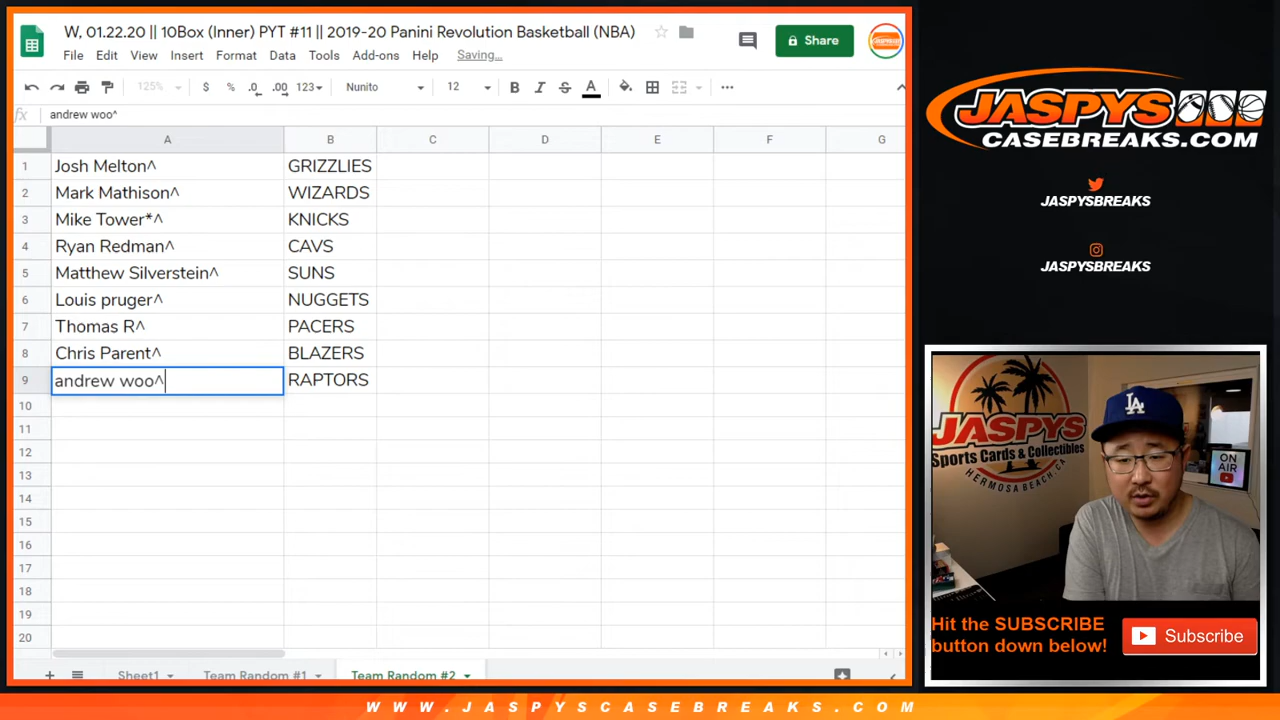 W, 01.22.20 || 10Box (Inner) PYT #11 || 2019-20 Panini Revolution Basketball (NBA)
Share
File Edit View Insert Format Data Tools Add-ons Help Saving...
125% $ % .0 .00 123 Nunito 12 B I S A
fx andrew woo^
A B C D E F G
1 Josh Melton^ GRIZZLIES
2 Mark Mathison^ WIZARDS
3 Mike Tower*^ KNICKS
4 Ryan Redman^ CAVS
5 Matthew Silverstein^ SUNS
6 Louis pruger^ NUGGETS
7 Thomas R^ PACERS
8 Chris Parent^ BLAZERS
9 andrew woo^ RAPTORS
10
11
12
13
14
15
16
17
18
19
20
Sheet1 Team Random #1 Team Random #2
JASPYS
CASEBREAKS.COM
JASPYSBREAKS
JASPYSBREAKS
JASPYS
Sports Cards & Collectibles
HERMOSA BEACH, CA
LA
ON
AIR
Hit the SUBSCRIBE
button down below!
Subscribe
WWW.JASPYSCASEBREAKS.COM